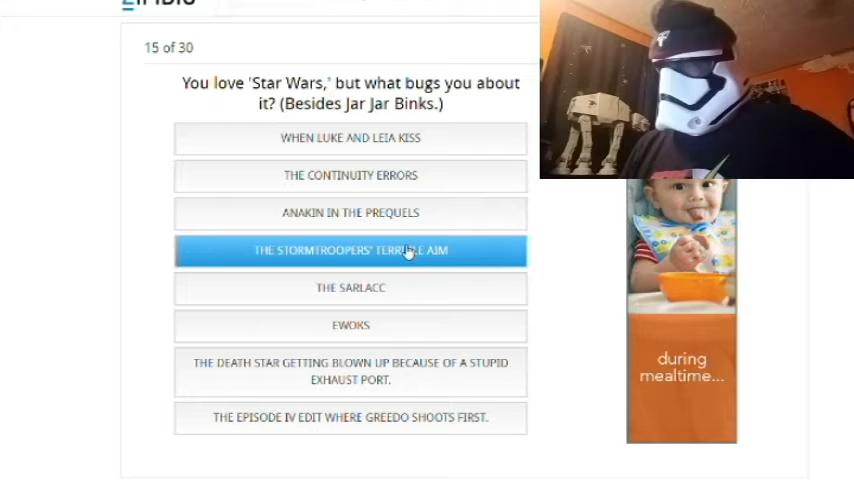 15 of 30
You love 'Star Wars,' but what bugs you about
it? (Besides Jar Jar Binks.)
WHEN LUKE AND LEIA KISS
THE CONTINUITY ERRORS
ANAKIN IN THE PREQUELS
THE STORMTROOPERS' TERRIBLE AIM
THE SARLACC
EWOKS
THE DEATH STAR GETTING BLOWN UP BECAUSE OF A STUPID
EXHAUST PORT.
THE EPISODE IV EDIT WHERE GREEDO SHOOTS FIRST.
during
mealtime...